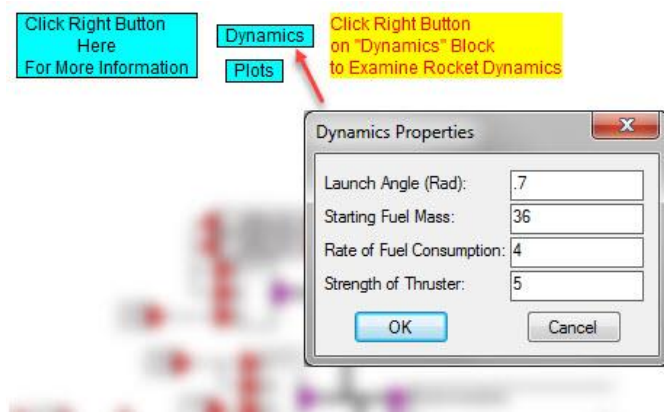 Click Right Button
Here
For More Information
Dynamics
Plots
Click Right Button
on "Dynamics" Block
to Examine Rocket Dynamics
Dynamics Properties
Launch Angle (Rad): .7
Starting Fuel Mass: 36
Rate of Fuel Consumption: 4
Strength of Thruster: 5
OK Cancel